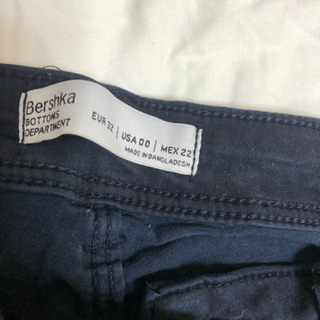 Bershka
BOTTOMS
DEPARTMENT
EUR 32 | USA 00 | MEX 22
MADE IN BANGLADESH